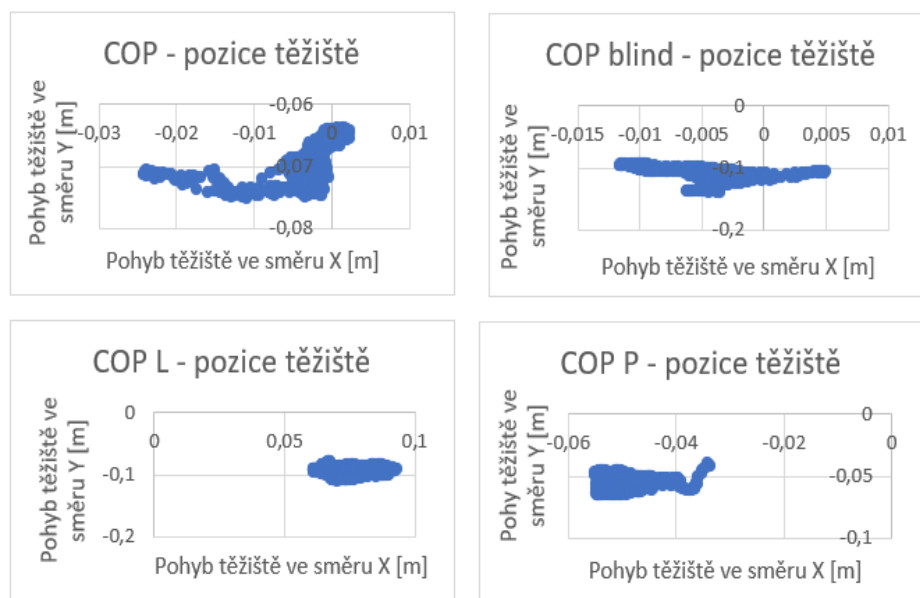 COP - pozice těžiště
-0,06
-0,03 -0,02 -0,01 0 0,01
-0,07
-0,08
Pohyb těžiště ve
směru Y [m]
Pohyb těžiště ve směru X [m]
COP blind - pozice těžiště
0
-0,015 -0,01 -0,005 0 0,005 0,01
-0,1
-0,2
Pohyb těžiště ve
směru Y [m]
Pohyb těžiště ve směru X [m]
COP L - pozice těžiště
0
0 0,05 0,1
-0,1
-0,2
Pohyb těžiště ve
směru Y [m]
Pohyb těžiště ve směru X [m]
COP P - pozice těžiště
0
-0,06 -0,04 -0,02 0
-0,05
-0,1
Pohy těžiště ve
směru Y [m]
Pohyb těžiště ve směru X [m]